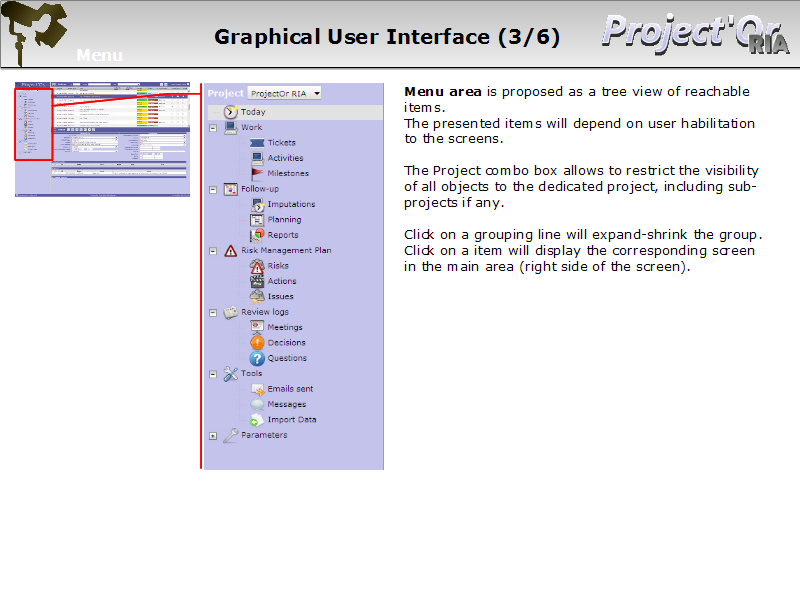 Graphical User Interface (3/6)
Project'Or
RIA
Menu
Project ProjectOr RIA
Today
Work
Tickets
Activities
Milestones
Follow-up
Imputations
Planning
Reports
Risk Management Plan
Risks
Actions
Issues
Review logs
Meetings
Decisions
Questions
Tools
Emails sent
Messages
Import Data
Parameters
Menu area is proposed as a tree view of reachable
items.
The presented items will depend on user habilitation
to the screens.
The Project combo box allows to restrict the visibility
of all objects to the dedicated project, including sub-
projects if any.
Click on a grouping line will expand-shrink the group.
Click on a item will display the corresponding screen
in the main area (right side of the screen).